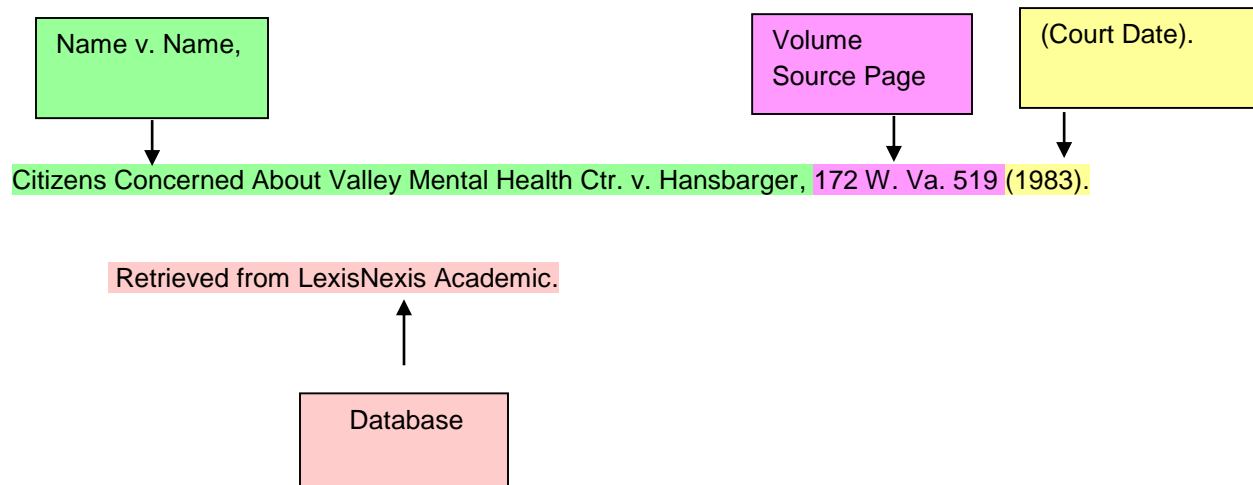 Name v. Name,
Volume
Source Page
(Court Date).
Citizens Concerned About Valley Mental Health Ctr. v. Hansbarger, 172 W. Va. 519 (1983).
Retrieved from LexisNexis Academic.
Database